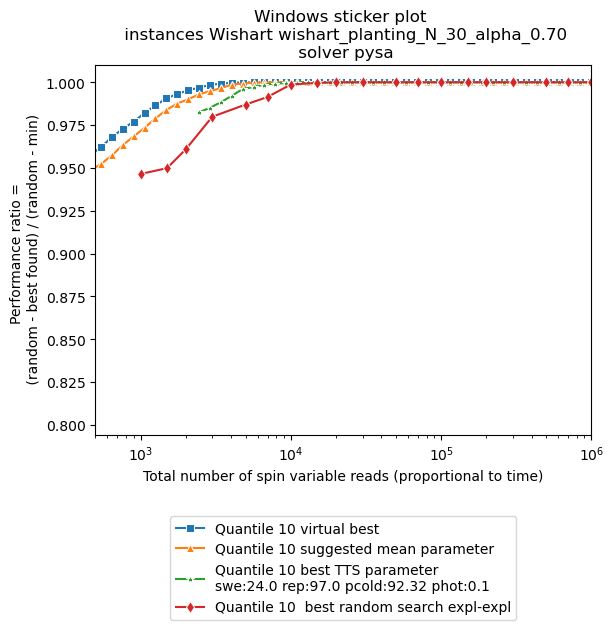 Windows sticker plot
instances Wishart wishart_planting_N_30_alpha_0.70
solver pysa
1.000
0.975
0.950
0.925
0.900
0.875
0.850
0.825
0.800
Performance ratio =
(random - best found) / (random - min)
10³
10⁴
10⁵
10⁶
Total number of spin variable reads (proportional to time)
Quantile 10 virtual best
Quantile 10 suggested mean parameter
Quantile 10 best TTS parameter
swe:24.0 rep:97.0 pcold:92.32 phot:0.1
Quantile 10  best random search expl-expl